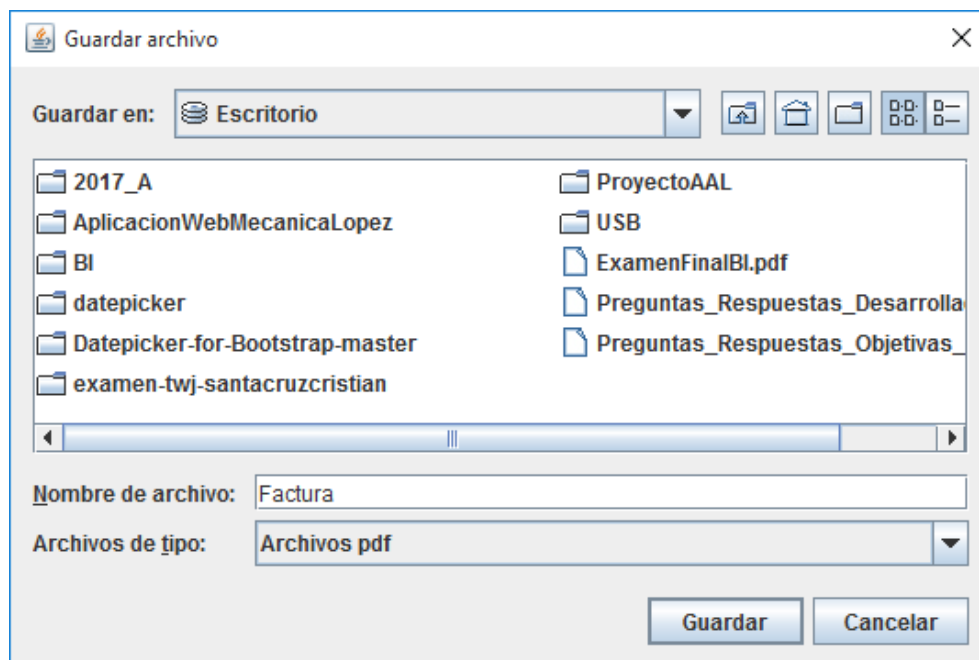 Guardar archivo
Guardar en: Escritorio
2017_A
AplicacionWebMecanicaLopez
BI
datepicker
Datepicker-for-Bootstrap-master
examen-twj-santacruzcristian
ProyectoAAL
USB
ExamenFinalBI.pdf
Preguntas_Respuestas_Desarrolla
Preguntas_Respuestas_Objetivas_
Nombre de archivo: Factura
Archivos de tipo: Archivos pdf
Guardar Cancelar